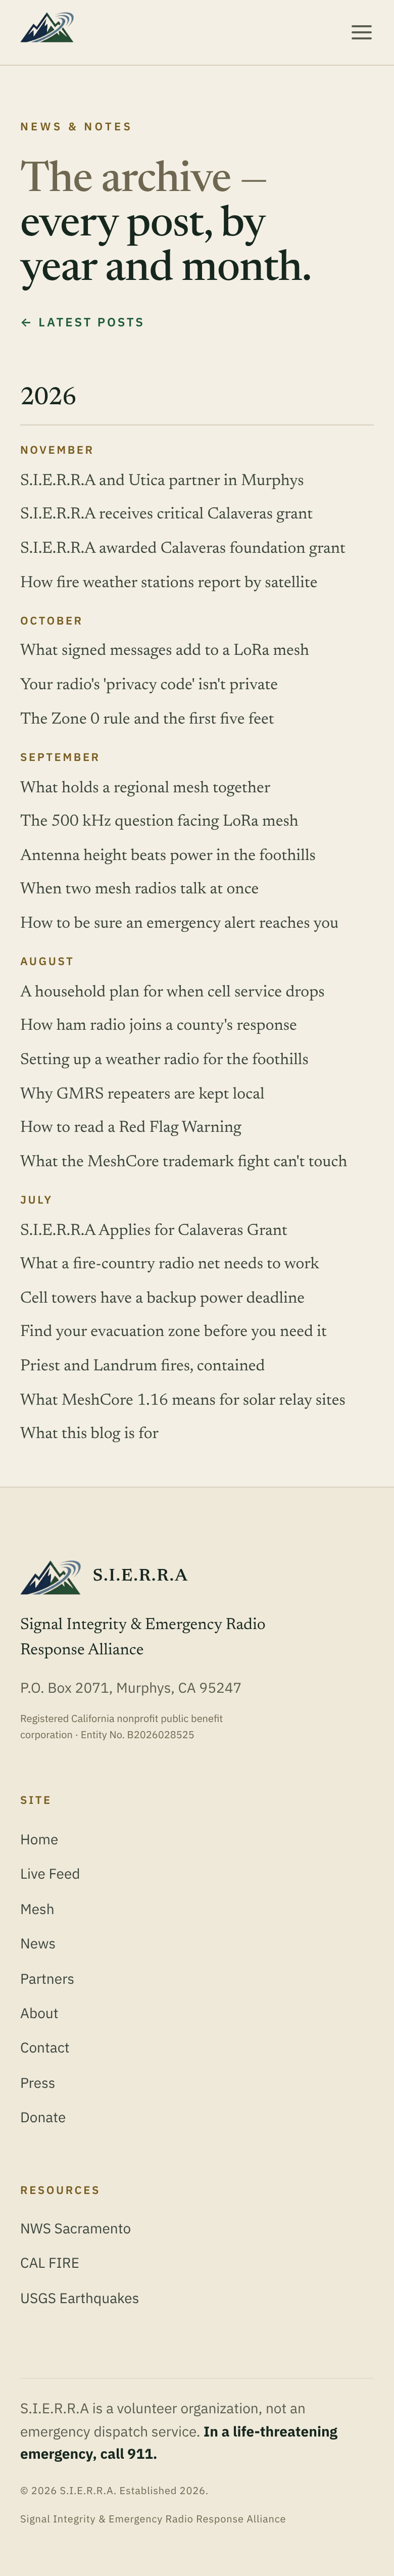 NEWS & NOTES
The archive —
every post, by
year and month.
← LATEST POSTS
2026
NOVEMBER
S.I.E.R.R.A and Utica partner in Murphys
S.I.E.R.R.A receives critical Calaveras grant
S.I.E.R.R.A awarded Calaveras foundation grant
How fire weather stations report by satellite
OCTOBER
What signed messages add to a LoRa mesh
Your radio's 'privacy code' isn't private
The Zone 0 rule and the first five feet
SEPTEMBER
What holds a regional mesh together
The 500 kHz question facing LoRa mesh
Antenna height beats power in the foothills
When two mesh radios talk at once
How to be sure an emergency alert reaches you
AUGUST
A household plan for when cell service drops
How ham radio joins a county's response
Setting up a weather radio for the foothills
Why GMRS repeaters are kept local
How to read a Red Flag Warning
What the MeshCore trademark fight can't touch
JULY
S.I.E.R.R.A Applies for Calaveras Grant
What a fire-country radio net needs to work
Cell towers have a backup power deadline
Find your evacuation zone before you need it
Priest and Landrum fires, contained
What MeshCore 1.16 means for solar relay sites
What this blog is for
S.I.E.R.R.A
Signal Integrity & Emergency Radio
Response Alliance
P.O. Box 2071, Murphys, CA 95247
Registered California nonprofit public benefit
corporation · Entity No. B2026028525
SITE
Home
Live Feed
Mesh
News
Partners
About
Contact
Press
Donate
RESOURCES
NWS Sacramento
CAL FIRE
USGS Earthquakes
S.I.E.R.R.A is a volunteer organization, not an
emergency dispatch service. In a life-threatening
emergency, call 911.
© 2026 S.I.E.R.R.A. Established 2026.
Signal Integrity & Emergency Radio Response Alliance